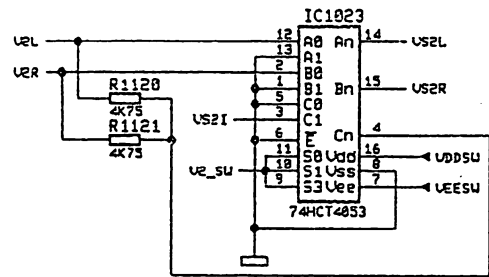 IC1023
V2L 12 A0 An 14 VS2L
13 A1
V2R 2 B0
1 B1 Bn 15 VS2R
R1120 5 C0
4K75
VS2I 3 C1
R1121 Cn 4
4K75
6 E
11 S0 Vdd 16 VDDSW
V2_SW 10 S1 Vss 8
9 S3 Vee 7 VEESW
74HCT4053